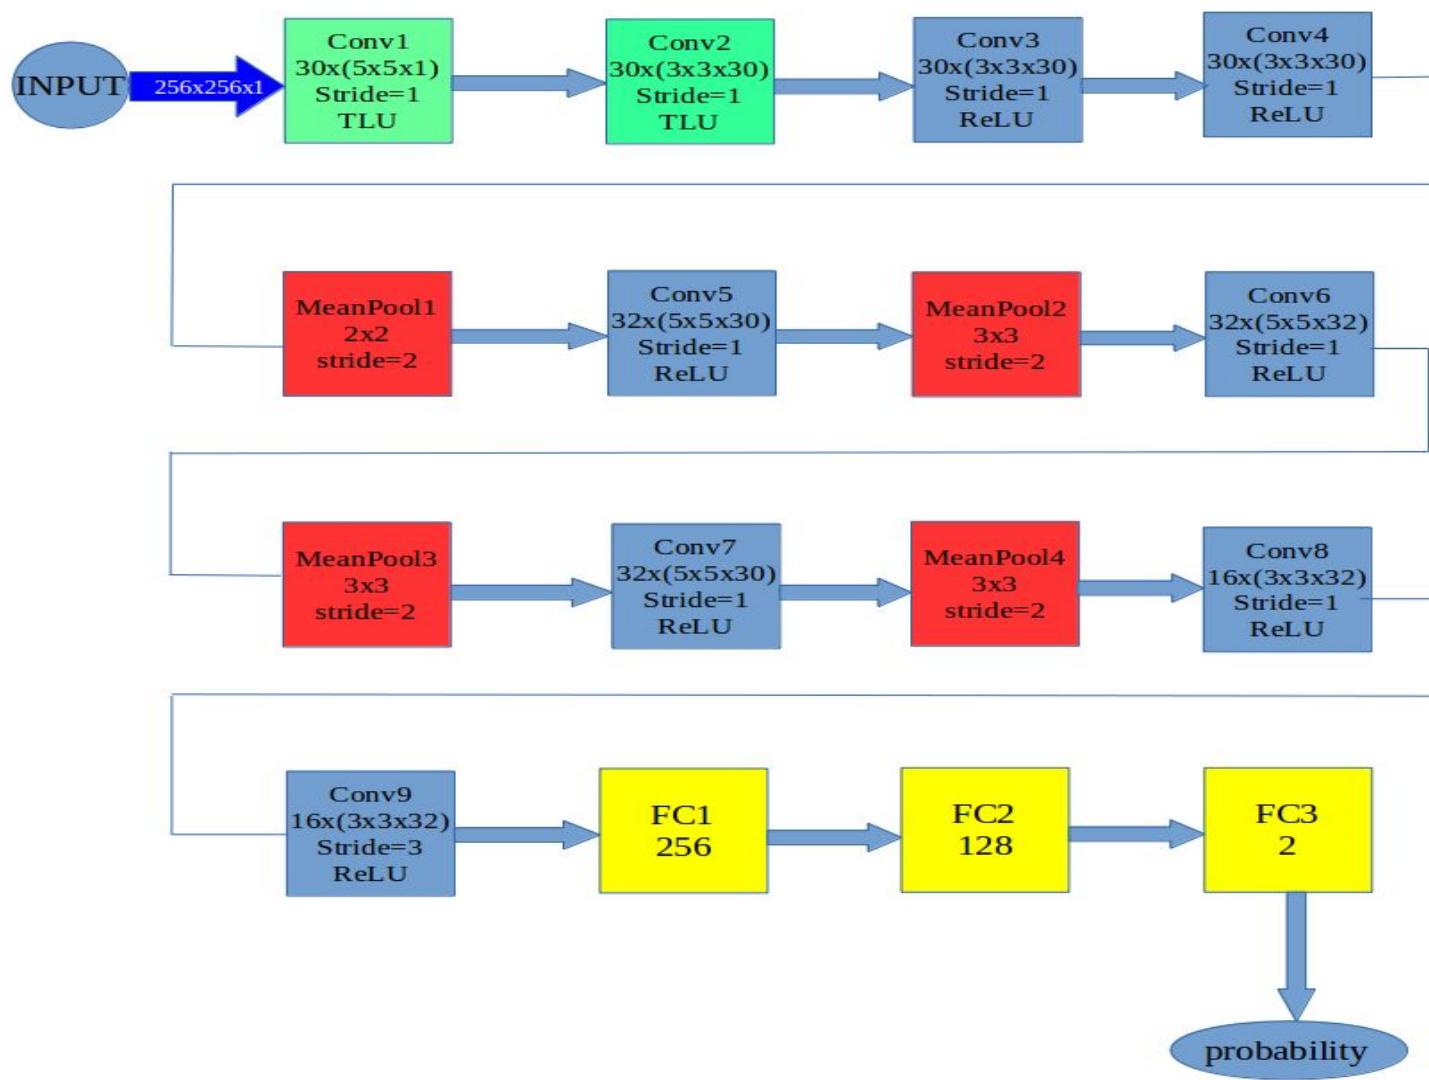 INPUT
256x256x1
Conv1
30x(5x5x1)
Stride=1
TLU
Conv2
30x(3x3x30)
Stride=1
TLU
Conv3
30x(3x3x30)
Stride=1
ReLU
Conv4
30x(3x3x30)
Stride=1
ReLU
MeanPool1
2x2
stride=2
Conv5
32x(5x5x30)
Stride=1
ReLU
MeanPool2
3x3
stride=2
Conv6
32x(5x5x32)
Stride=1
ReLU
MeanPool3
3x3
stride=2
Conv7
32x(5x5x30)
Stride=1
ReLU
MeanPool4
3x3
stride=2
Conv8
16x(3x3x32)
Stride=1
ReLU
Conv9
16x(3x3x32)
Stride=3
ReLU
FC1
256
FC2
128
FC3
2
probability